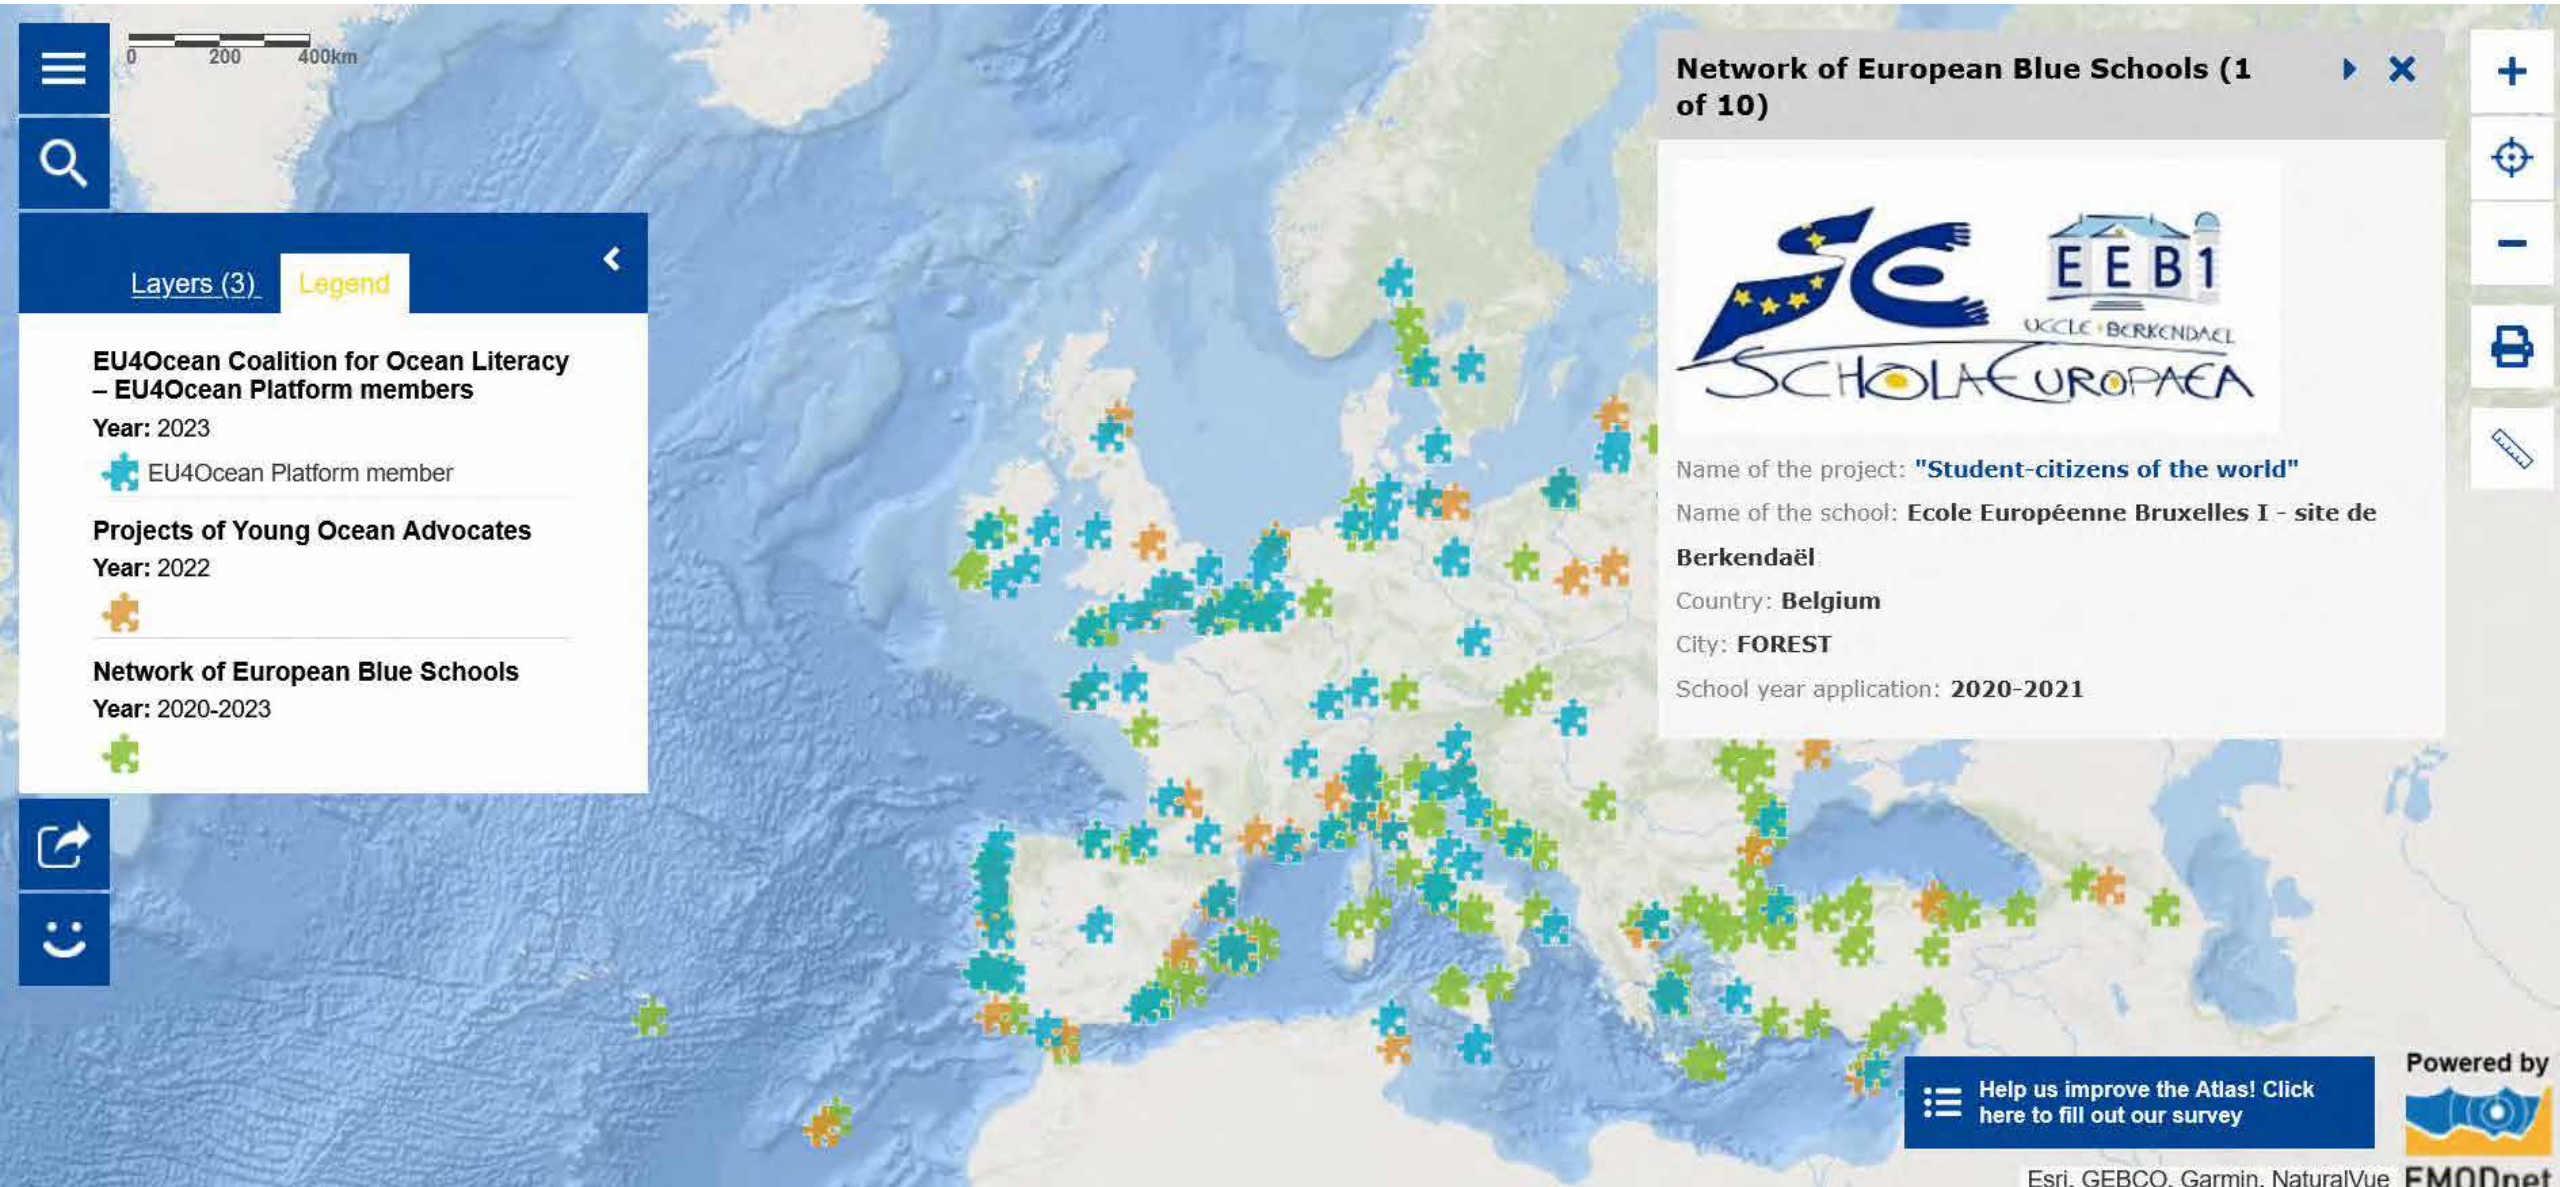 0 200 400km
Layers (3) Legend
EU4Ocean Coalition for Ocean Literacy
– EU4Ocean Platform members
Year: 2023
EU4Ocean Platform member
Projects of Young Ocean Advocates
Year: 2022
Network of European Blue Schools
Year: 2020-2023
Network of European Blue Schools (1
of 10)
SE
EEB1
UCCLE • BERKENDAEL
SCHOLA EUROPAEA
Name of the project: "Student-citizens of the world"
Name of the school: Ecole Européenne Bruxelles I - site de
Berkendaël
Country: Belgium
City: FOREST
School year application: 2020-2021
Help us improve the Atlas! Click
here to fill out our survey
Powered by
EMODnet
Esri, GEBCO, Garmin, NaturalVue